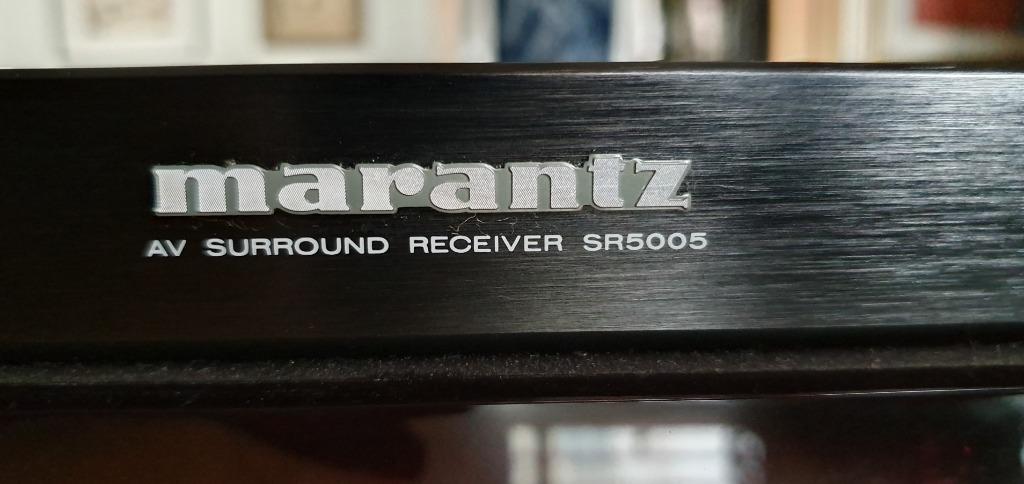 marantz
AV SURROUND RECEIVER SR5005